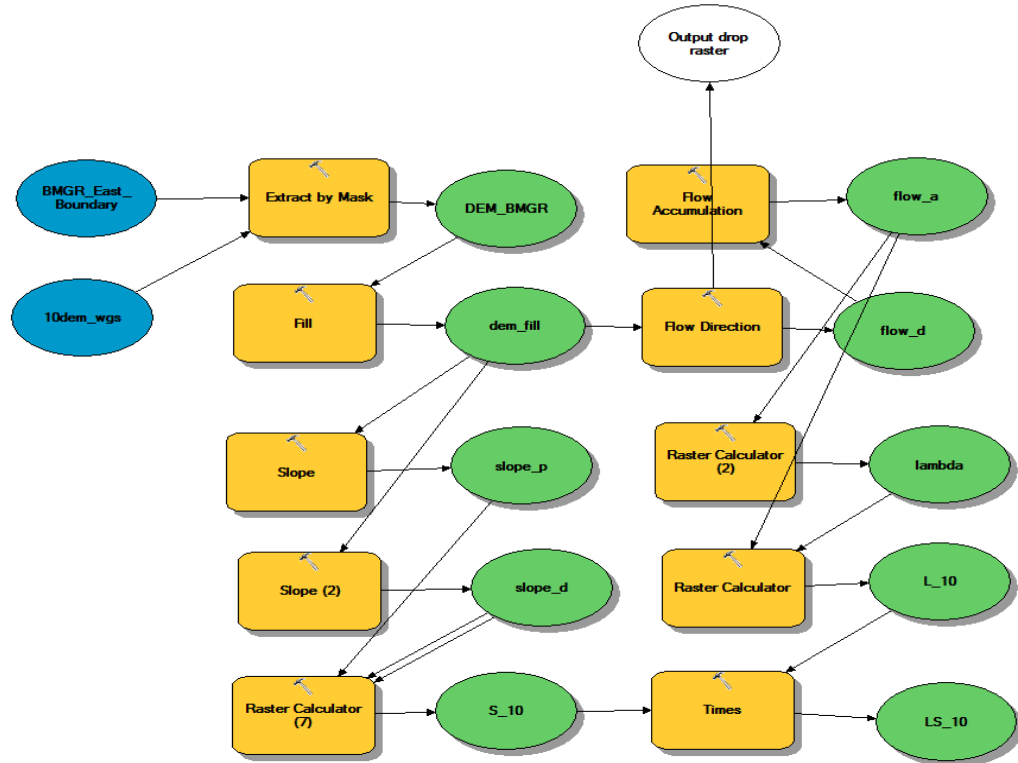 Output drop
raster
BMGR_East_
Boundary
Extract by Mask
DEM_BMGR
Flow
Accumulation
flow_a
10dem_wgs
Fill
dem_fill
Flow Direction
flow_d
Slope
slope_p
Raster Calculator
(2)
lambda
Slope (2)
slope_d
Raster Calculator
L_10
Raster Calculator
(7)
S_10
Times
LS_10